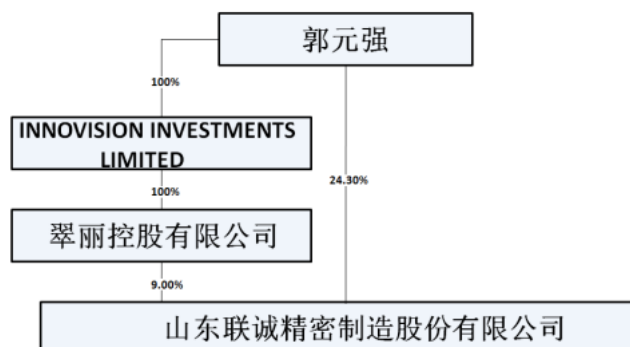 郭元强
100%
INNOVISION INVESTMENTS
LIMITED
100%
24.30%
翠丽控股有限公司
9.00%
山东联诚精密制造股份有限公司